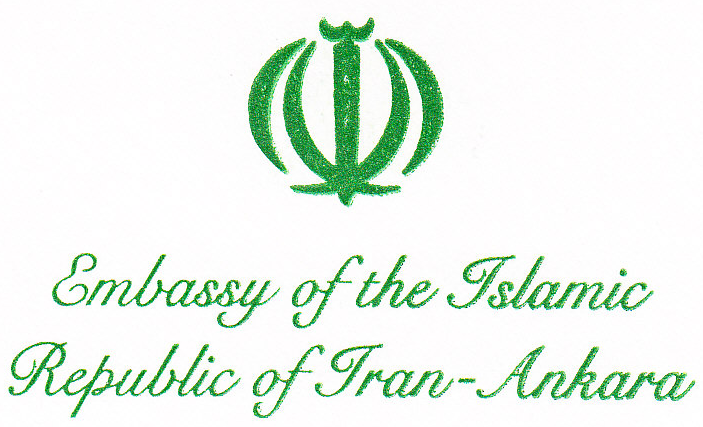 Embassy of the Islamic
Republic of Iran-Ankara